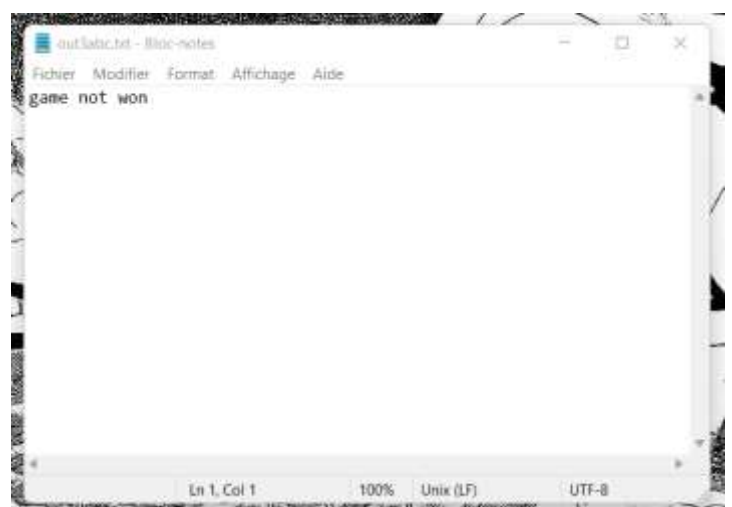 out3abc.txt - Bloc-notes
Fichier Modifier Format Affichage Aide
game not won
Ln 1, Col 1 100% Unix (LF) UTF-8